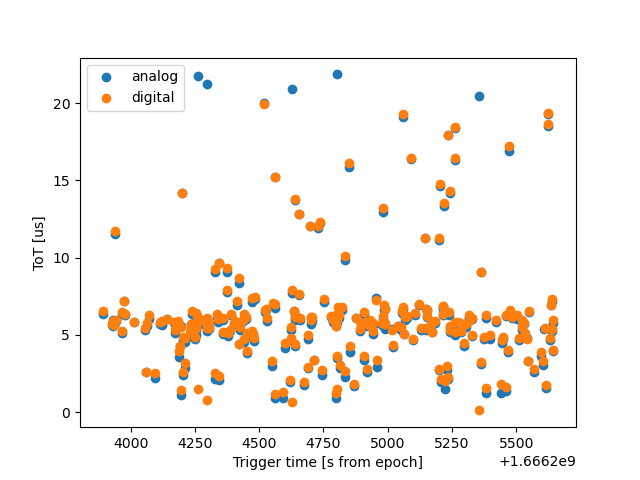 analog
digital
20
15
10
5
0
ToT [us]
4000 4250 4500 4750 5000 5250 5500
Trigger time [s from epoch]
+1.6662e9